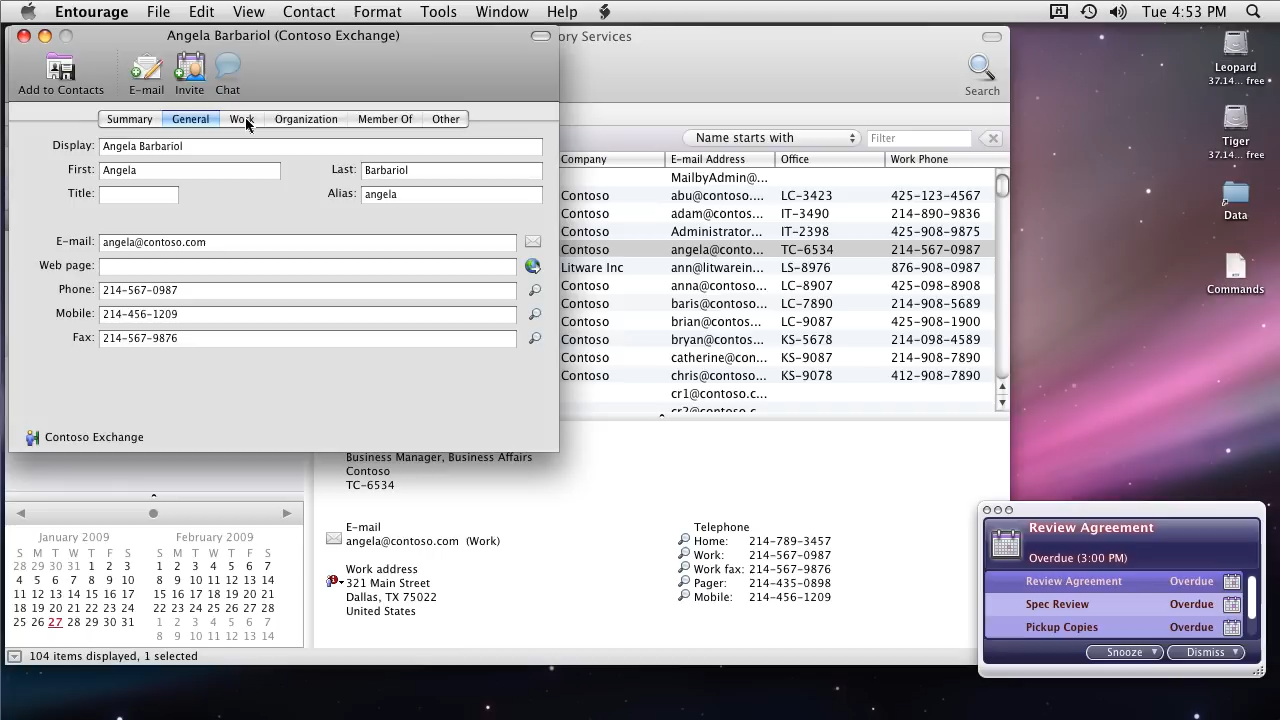 Entourage File Edit View Contact Format Tools Window Help Tue 4:53 PM
Angela Barbariol (Contoso Exchange)
ory Services
Add to Contacts E-mail Invite Chat
Search
Summary General Work Organization Member Of Other
Display: Angela Barbariol
First: Angela Last: Barbariol
Title: Alias: angela
E-mail: angela@contoso.com
Web page:
Phone: 214-567-0987
Mobile: 214-456-1209
Fax: 214-567-9876
Contoso Exchange
Name starts with Filter
Company E-mail Address Office Work Phone
MailbyAdmin@...
Contoso abu@contoso.... LC-3423 425-123-4567
Contoso adam@contos... IT-3490 214-890-9836
Contoso Administrator... IT-2398 425-908-9875
Contoso angela@conto... TC-6534 214-567-0987
Litware Inc ann@litwarein... LS-8976 876-908-0987
Contoso anna@contoso... LC-8907 425-098-8908
Contoso baris@contoso... LC-7890 214-908-5689
Contoso brian@contos... LC-9087 425-908-1900
Contoso bryan@contos... KS-5678 214-098-4589
Contoso catherine@con... KS-9087 214-908-7890
Contoso chris@contoso... KS-9078 412-908-7890
cr1@contoso.c...
cr2@contoso.c...
Business Manager, Business Affairs
Contoso
TC-6534
E-mail
angela@contoso.com (Work)
Work address
321 Main Street
Dallas, TX 75022
United States
Telephone
Home: 214-789-3457
Work: 214-567-0987
Work fax: 214-567-9876
Pager: 214-435-0898
Mobile: 214-456-1209
January 2009
S M T W T F S
28 29 30 31 1 2 3
4 5 6 7 8 9 10
11 12 13 14 15 16 17
18 19 20 21 22 23 24
25 26 27 28 29 30 31
February 2009
S M T W T F S
1 2 3 4 5 6 7
8 9 10 11 12 13 14
15 16 17 18 19 20 21
22 23 24 25 26 27 28
1 2 3 4 5 6 7
8 9 10 11 12 13 14
104 items displayed, 1 selected
Leopard
37.14... free
Tiger
37.14... free
Data
Commands
Review Agreement
Overdue (3:00 PM)
Review Agreement Overdue
Spec Review Overdue
Pickup Copies Overdue
Snooze Dismiss